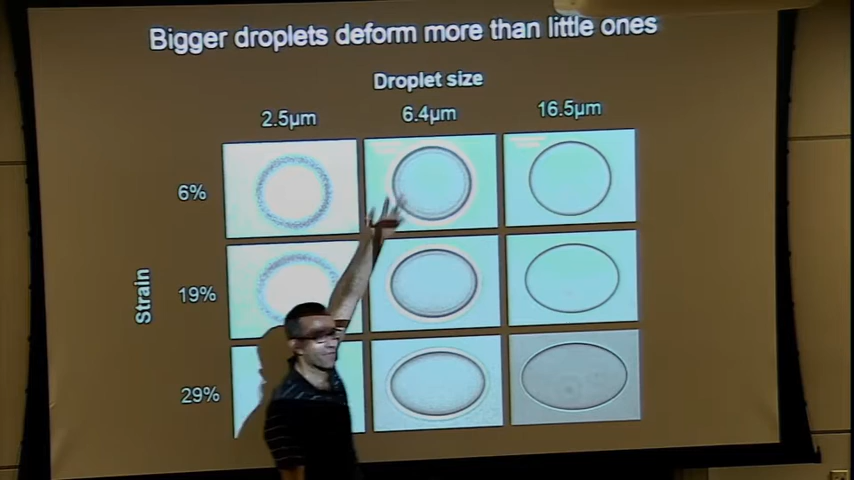 Bigger droplets deform more than little ones
Droplet size
2.5µm 6.4µm 16.5µm
6%
19%
Strain
29%